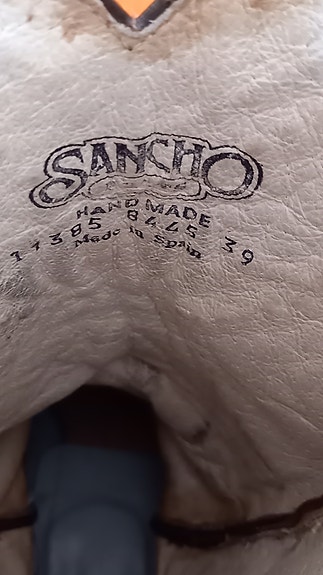 SANCHO
HAND MADE
11385 8445 39
Made in Spain